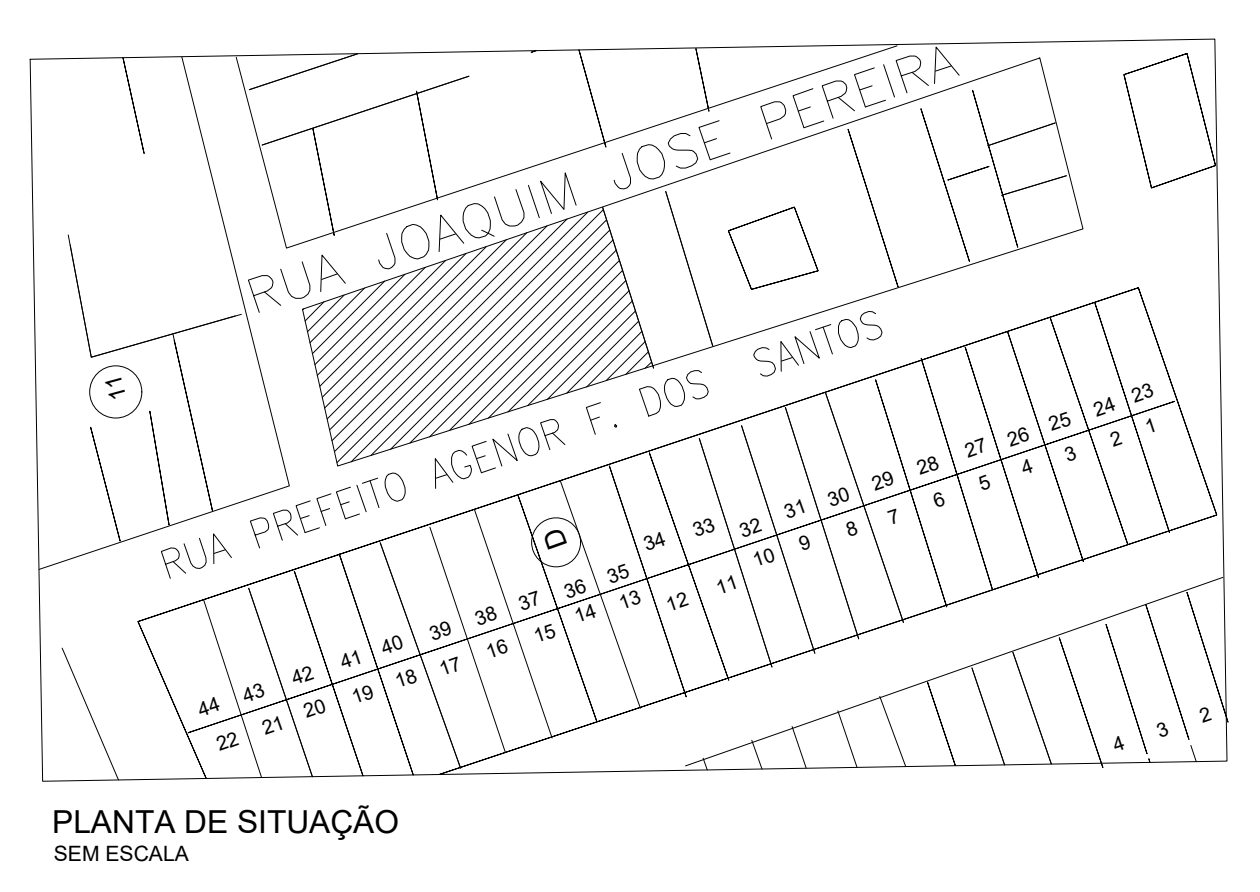 RUA JOAQUIM JOSE PEREIRA
11
RUA PREFEITO AGENOR F. DOS SANTOS
D
44 43 42 41 40 39 38 37 36 35 34 33 32 31 30 29 28 27 26 25 24 23
22 21 20 19 18 17 16 15 14 13 12 11 10 9 8 7 6 5 4 3 2 1
4 3 2
PLANTA DE SITUAÇÃO
SEM ESCALA